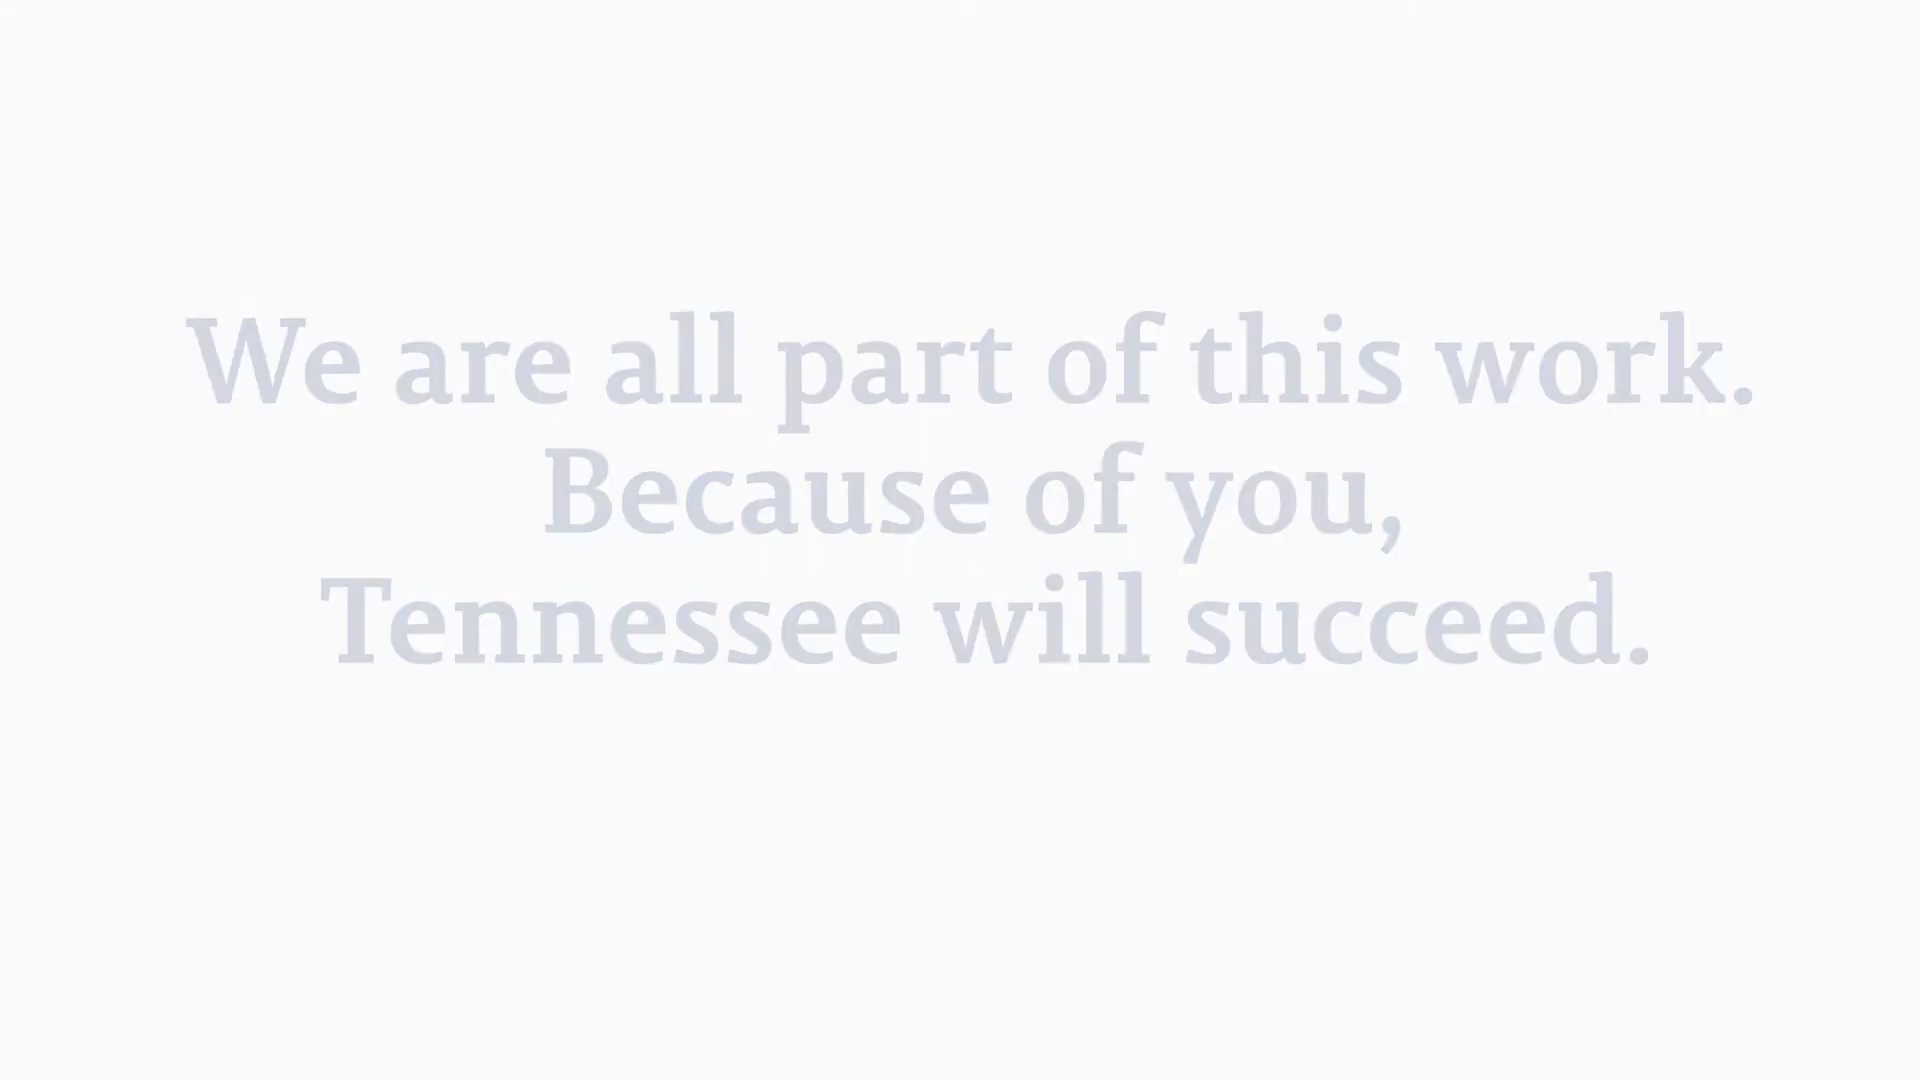 We are all part of this work.
Because of you,
Tennessee will succeed.